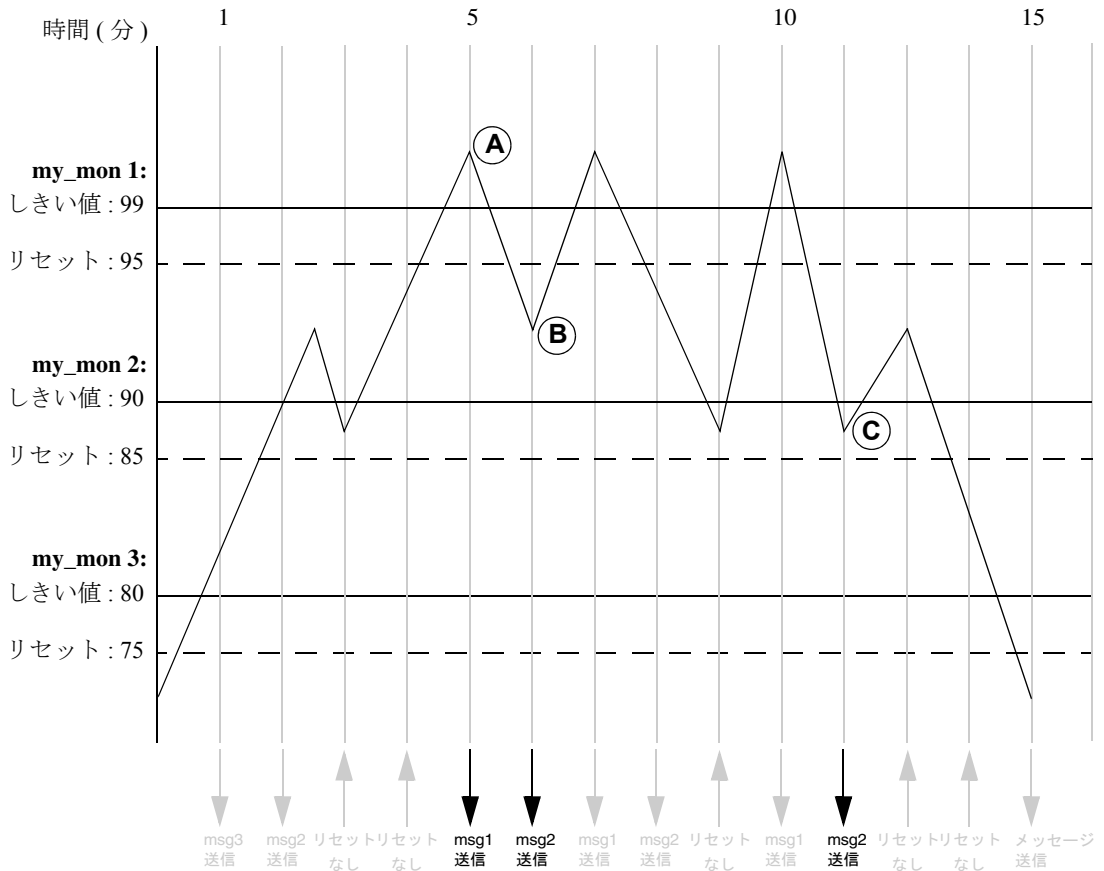 時間 ( 分 )
1
5
10
15
A
my_mon 1:
しきい値 : 99
リセット : 95
B
my_mon 2:
しきい値 : 90
C
リセット : 85
my_mon 3:
しきい値 : 80
リセット : 75
msg3
送信
msg2
送信
リセット
なし
リセット
なし
msg1
送信
msg2
送信
msg1
送信
msg2
送信
リセット
なし
msg1
送信
msg2
送信
リセット
なし
リセット
なし
メッセージ
送信